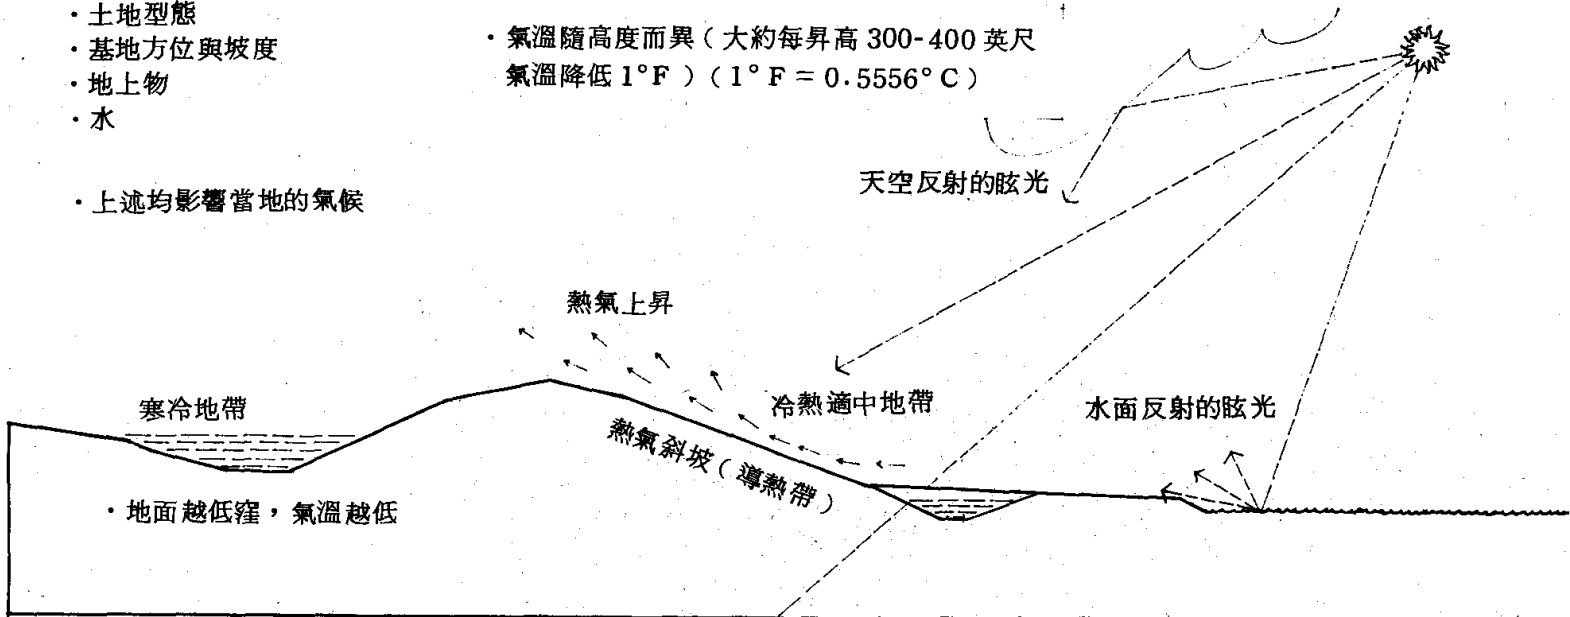 ・土地型態
・基地方位與坡度
・地上物
・水
・上述均影響當地的氣候
・氣溫隨高度而異（大約每昇高 300-400 英尺
氣溫降低 1°F ）（ 1° F = 0.5556° C ）
天空反射的眩光
熱氣上昇
寒冷地帶
冷熱適中地帶
水面反射的眩光
熱氣斜坡（導熱帶）
・地面越低窪，氣溫越低